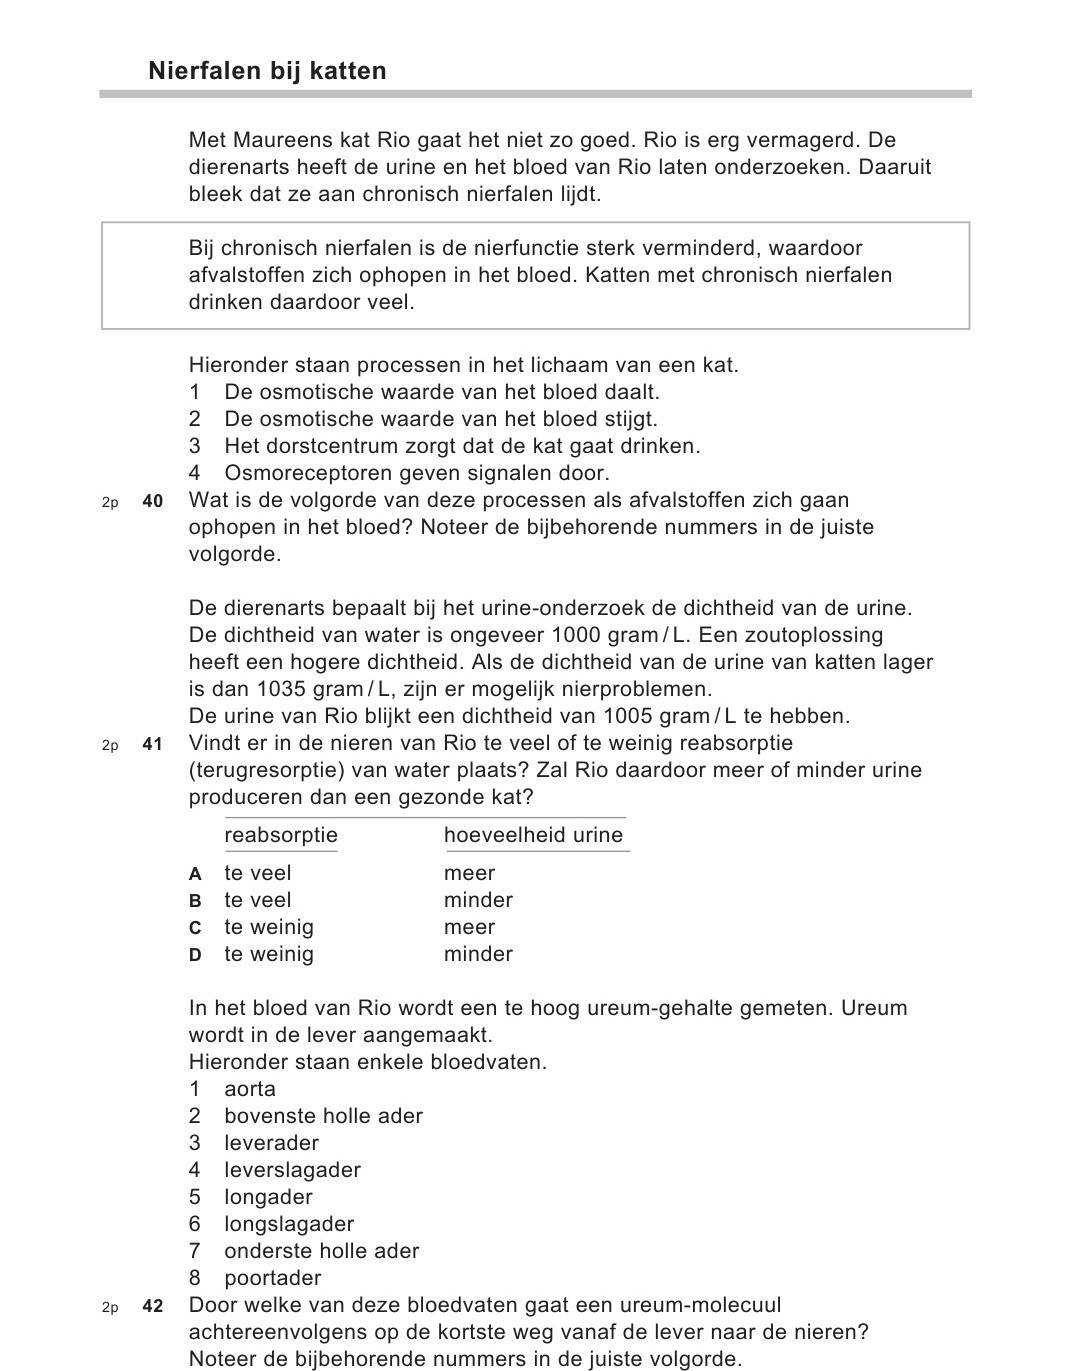 Nierfalen bij katten
Met Maureens kat Rio gaat het niet zo goed. Rio is erg vermagerd. De
dierenarts heeft de urine en het bloed van Rio laten onderzoeken. Daaruit
bleek dat ze aan chronisch nierfalen lijdt.
Bij chronisch nierfalen is de nierfunctie sterk verminderd, waardoor
afvalstoffen zich ophopen in het bloed. Katten met chronisch nierfalen
drinken daardoor veel.
Hieronder staan processen in het lichaam van een kat.
1 De osmotische waarde van het bloed daalt.
2 De osmotische waarde van het bloed stijgt.
3 Het dorstcentrum zorgt dat de kat gaat drinken.
4 Osmoreceptoren geven signalen door.
2p 40 Wat is de volgorde van deze processen als afvalstoffen zich gaan
ophopen in het bloed? Noteer de bijbehorende nummers in de juiste
volgorde.
De dierenarts bepaalt bij het urine-onderzoek de dichtheid van de urine.
De dichtheid van water is ongeveer 1000 gram / L. Een zoutoplossing
heeft een hogere dichtheid. Als de dichtheid van de urine van katten lager
is dan 1035 gram / L, zijn er mogelijk nierproblemen.
De urine van Rio blijkt een dichtheid van 1005 gram / L te hebben.
2p 41 Vindt er in de nieren van Rio te veel of te weinig reabsorptie
(terugresorptie) van water plaats? Zal Rio daardoor meer of minder urine
produceren dan een gezonde kat?
reabsorptie hoeveelheid urine
A te veel meer
B te veel minder
C te weinig meer
D te weinig minder
In het bloed van Rio wordt een te hoog ureum-gehalte gemeten. Ureum
wordt in de lever aangemaakt.
Hieronder staan enkele bloedvaten.
1 aorta
2 bovenste holle ader
3 leverader
4 leverslagader
5 longader
6 longslagader
7 onderste holle ader
8 poortader
2p 42 Door welke van deze bloedvaten gaat een ureum-molecuul
achtereenvolgens op de kortste weg vanaf de lever naar de nieren?
Noteer de bijbehorende nummers in de juiste volgorde.